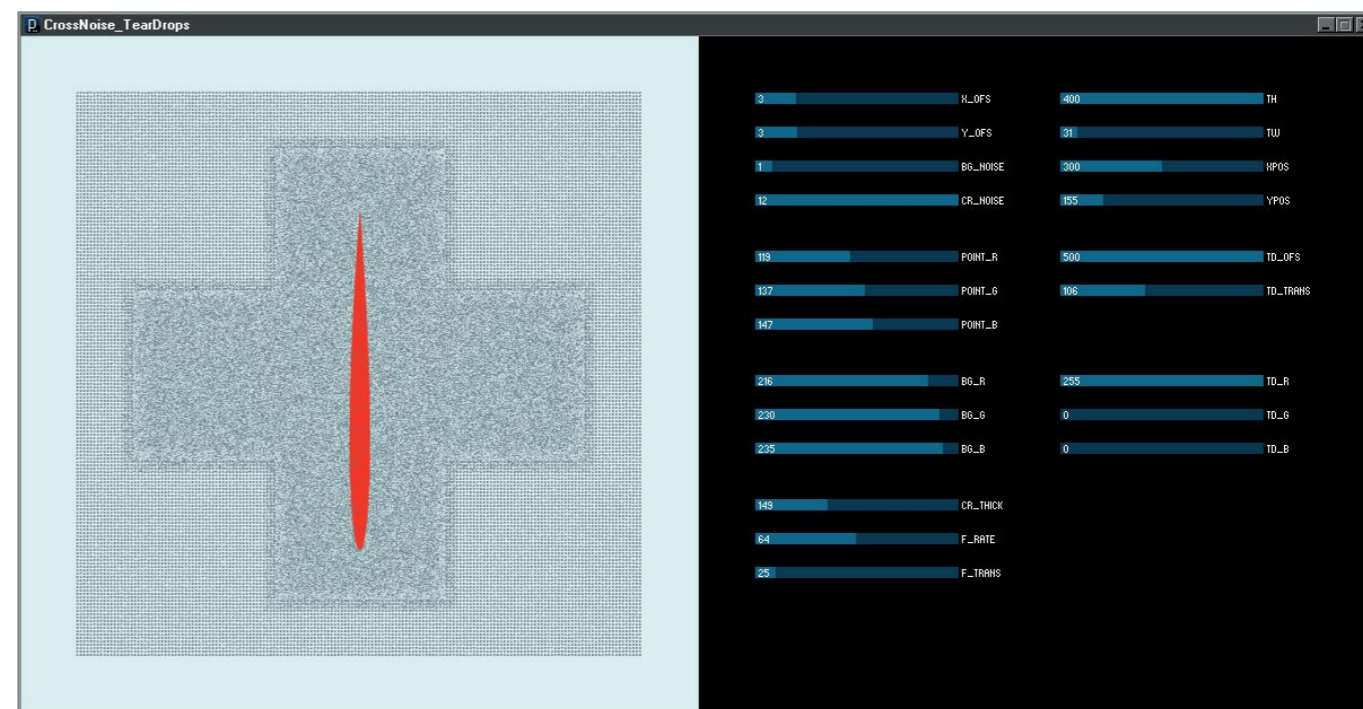 CrossNoise_TearDrops
3 X_OFS 400 TH
3 Y_OFS 31 TW
1 BG_NOISE 300 XPOS
12 CR_NOISE 155 YPOS
119 POINT_R 500 TD_OFS
137 POINT_G 106 TD_TRANS
147 POINT_B
216 BG_R 255 TD_R
230 BG_G 0 TD_G
235 BG_B 0 TD_B
149 CR_THICK
64 F_RATE
25 F_TRANS